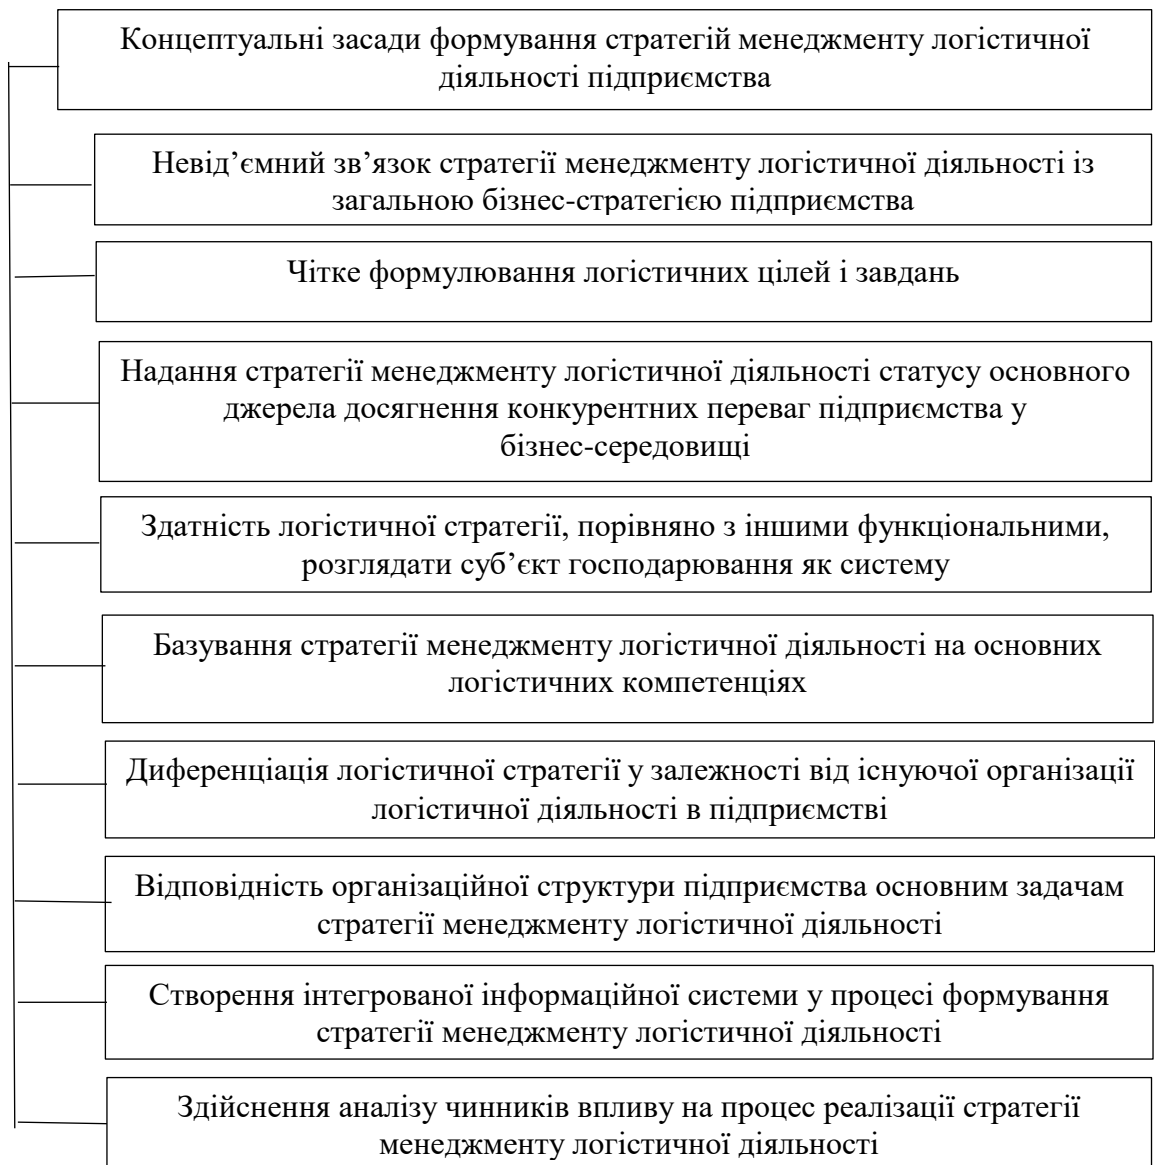 Концептуальні засади формування стратегій менеджменту логістичної
діяльності підприємства
Невід’ємний зв’язок стратегії менеджменту логістичної діяльності із
загальною бізнес-стратегією підприємства
Чітке формулювання логістичних цілей і завдань
Надання стратегії менеджменту логістичної діяльності статусу основного
джерела досягнення конкурентних переваг підприємства у
бізнес-середовищі
Здатність логістичної стратегії, порівняно з іншими функціональними,
розглядати суб’єкт господарювання як систему
Базування стратегії менеджменту логістичної діяльності на основних
логістичних компетенціях
Диференціація логістичної стратегії у залежності від існуючої організації
логістичної діяльності в підприємстві
Відповідність організаційної структури підприємства основним задачам
стратегії менеджменту логістичної діяльності
Створення інтегрованої інформаційної системи у процесі формування
стратегії менеджменту логістичної діяльності
Здійснення аналізу чинників впливу на процес реалізації стратегії
менеджменту логістичної діяльності